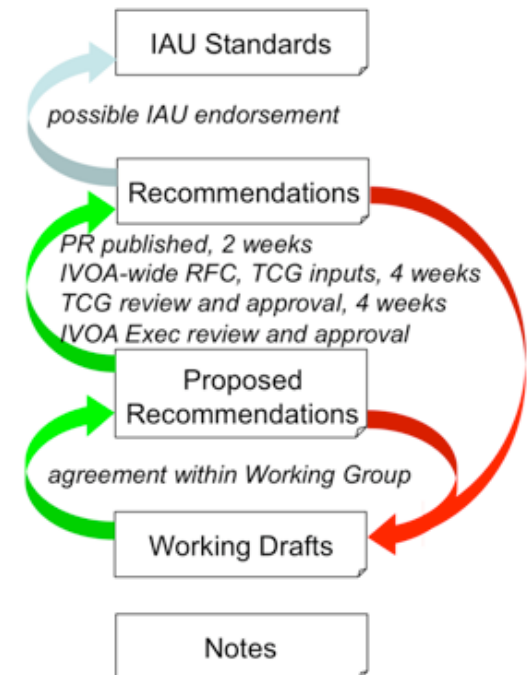 IAU Standards
possible IAU endorsement
Recommendations
PR published, 2 weeks
IVOA-wide RFC, TCG inputs, 4 weeks
TCG review and approval, 4 weeks
IVOA Exec review and approval
Proposed
Recommendations
agreement within Working Group
Working Drafts
Notes